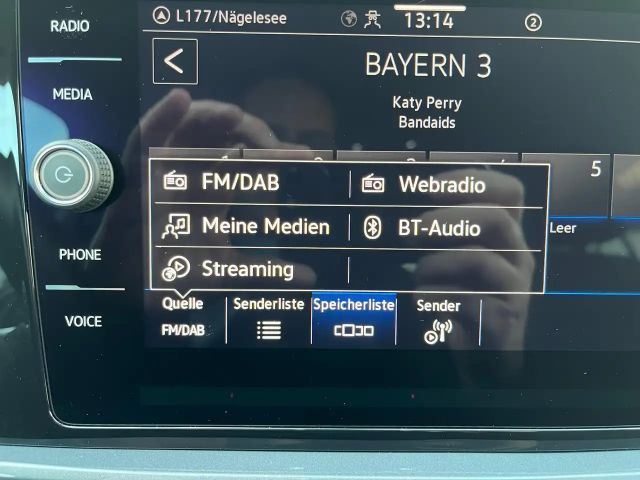 RADIO
L177/Nägelesee
13:14
2
BAYERN 3
MEDIA
Katy Perry
Bandaids
5
FM/DAB
Webradio
Meine Medien
BT-Audio
Leer
PHONE
Streaming
Quelle
Senderliste
Speicherliste
Sender
VOICE
FM/DAB